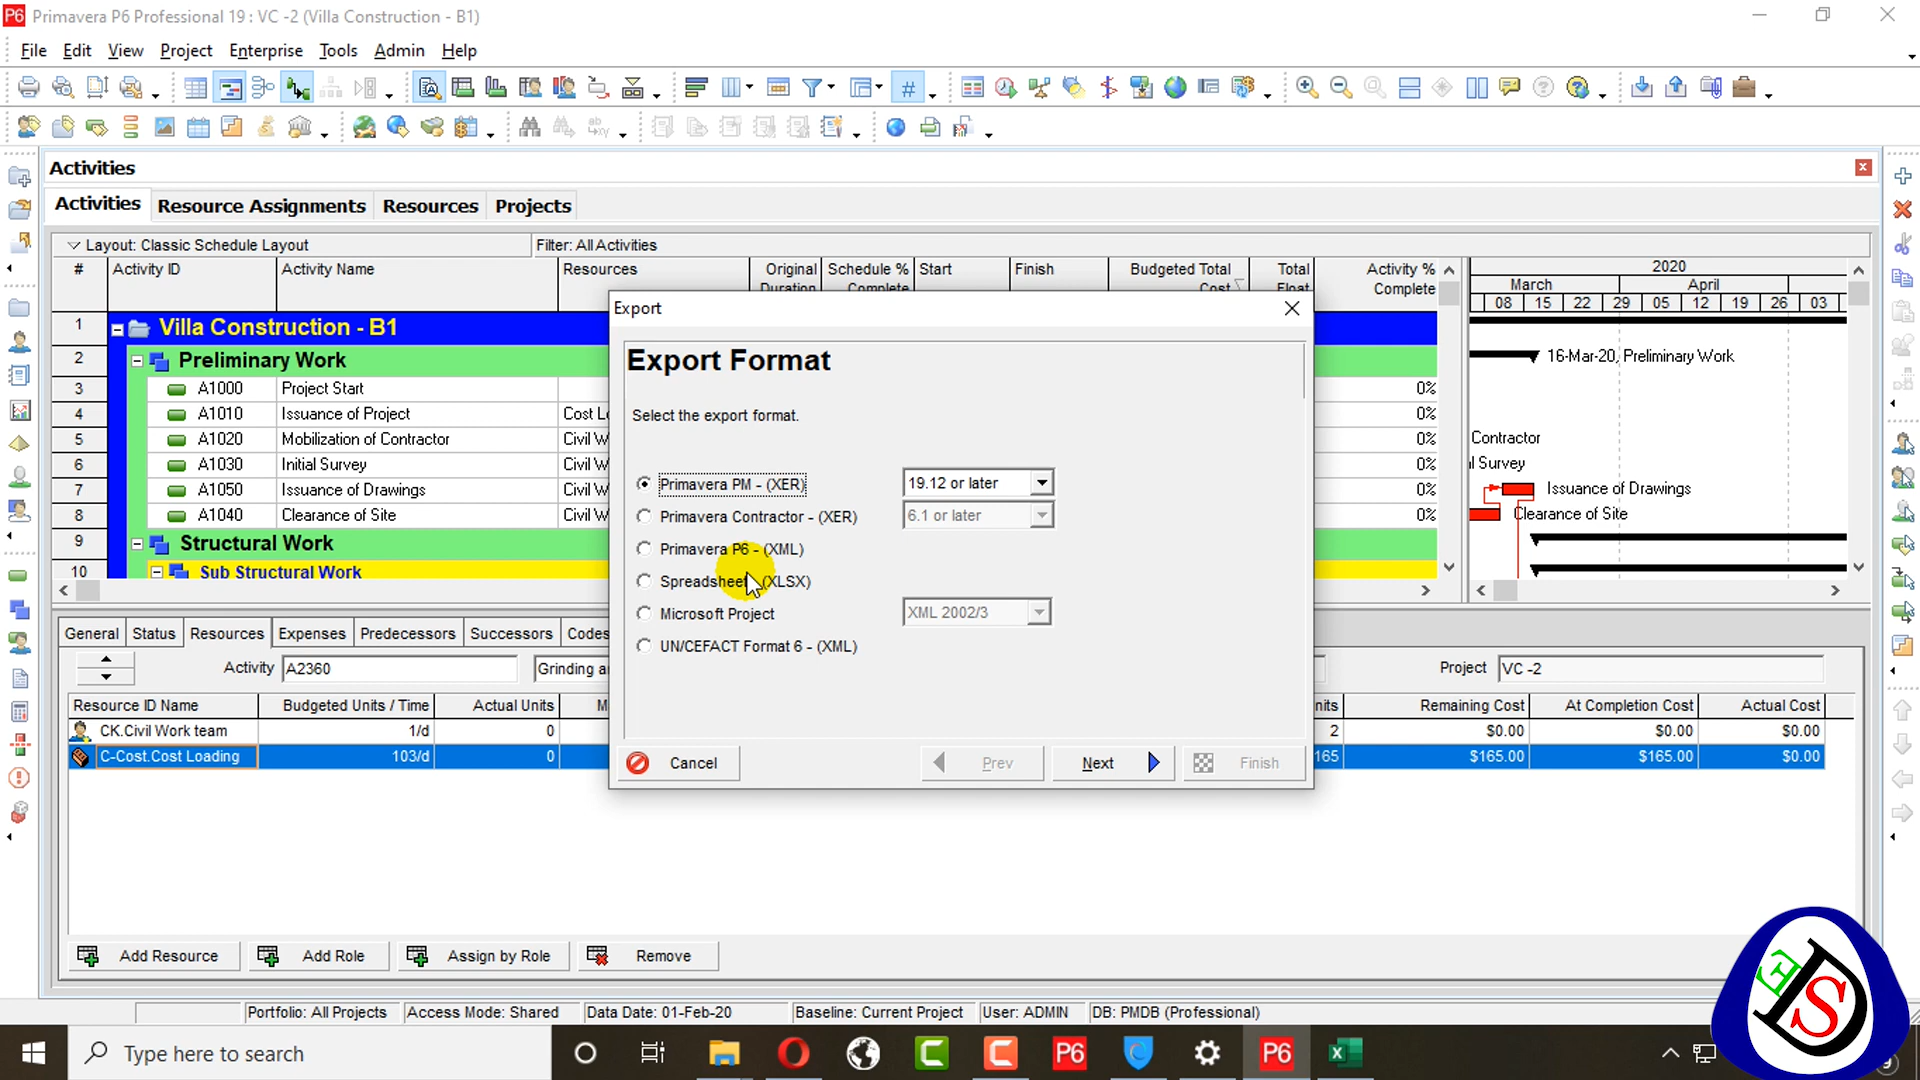 Primavera P6 Professional 19 : VC -2 (Villa Construction - B1)
File Edit View Project Enterprise Tools Admin Help
Activities
Activities Resource Assignments Resources Projects
Layout: Classic Schedule Layout Filter: All Activities
# Activity ID Activity Name Resources Original Duration Schedule % Complete Start Finish Budgeted Total Cost Total Float Activity % Complete
2020
March April
08 15 22 29 05 12 19 26 03
1 Villa Construction - B1
2 Preliminary Work 16-Mar-20, Preliminary Work
3 A1000 Project Start 0%
4 A1010 Issuance of Project Cost Lo 0%
5 A1020 Mobilization of Contractor Civil W 0% Contractor
6 A1030 Initial Survey Civil W 0% l Survey
7 A1050 Issuance of Drawings Civil W 0% Issuance of Drawings
8 A1040 Clearance of Site Civil W 0% Clearance of Site
9 Structural Work
10 Sub Structural Work
Export
Export Format
Select the export format.
Primavera PM - (XER) 19.12 or later
Primavera Contractor - (XER) 6.1 or later
Primavera P6 - (XML)
Spreadsheet - (XLSX)
Microsoft Project XML 2002/3
UN/CEFACT Format 6 - (XML)
Cancel Prev Next Finish
General Status Resources Expenses Predecessors Successors Codes
Activity A2360 Grinding a Project VC -2
Resource ID Name Budgeted Units / Time Actual Units nits Remaining Cost At Completion Cost Actual Cost
CK.Civil Work team 1/d 0 2 $0.00 $0.00 $0.00
C-Cost.Cost Loading 103/d 0 165 $165.00 $165.00 $0.00
Add Resource Add Role Assign by Role Remove
Portfolio: All Projects Access Mode: Shared Data Date: 01-Feb-20 Baseline: Current Project User: ADMIN DB: PMDB (Professional)
Type here to search
P6 P6